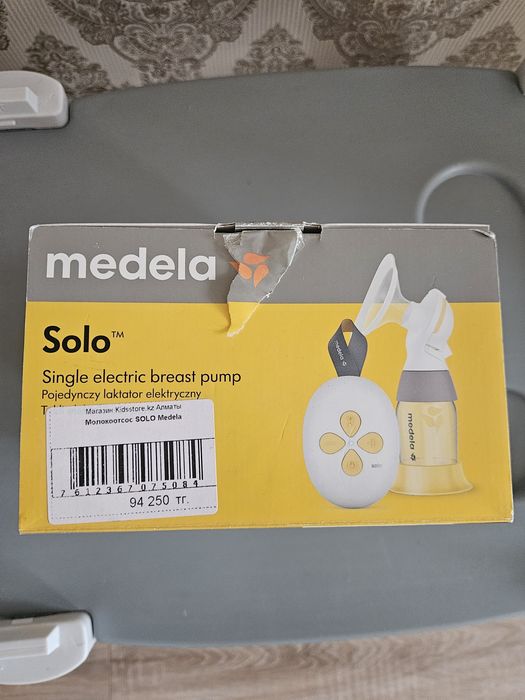 medela
Solo™
Single electric breast pump
Pojedynczy laktator elektryczny
Магазин Kidsstore.kz Алматы
Молокоотсос SOLO Medela
7612367075084
94 250 тг.
medela
medela